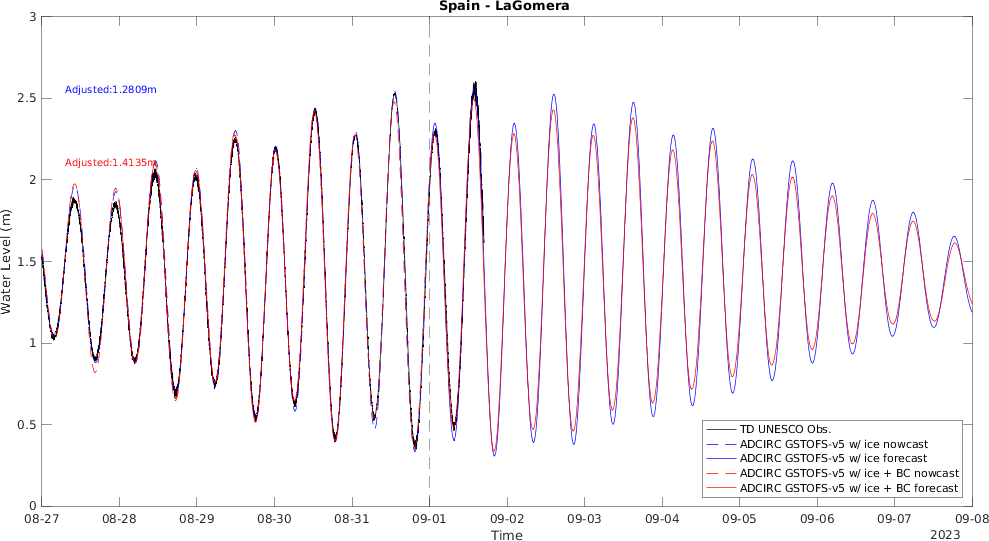 Spain - LaGomera
3
2.5
2
1.5
1
0.5
0
Water Level (m)
Adjusted:1.2809m
Adjusted:1.4135m
TD UNESCO Obs.
ADCIRC GSTOFS-v5 w/ ice nowcast
ADCIRC GSTOFS-v5 w/ ice forecast
ADCIRC GSTOFS-v5 w/ ice + BC nowcast
ADCIRC GSTOFS-v5 w/ ice + BC forecast
08-27 08-28 08-29 08-30 08-31 09-01 09-02 09-03 09-04 09-05 09-06 09-07 09-08
Time
2023